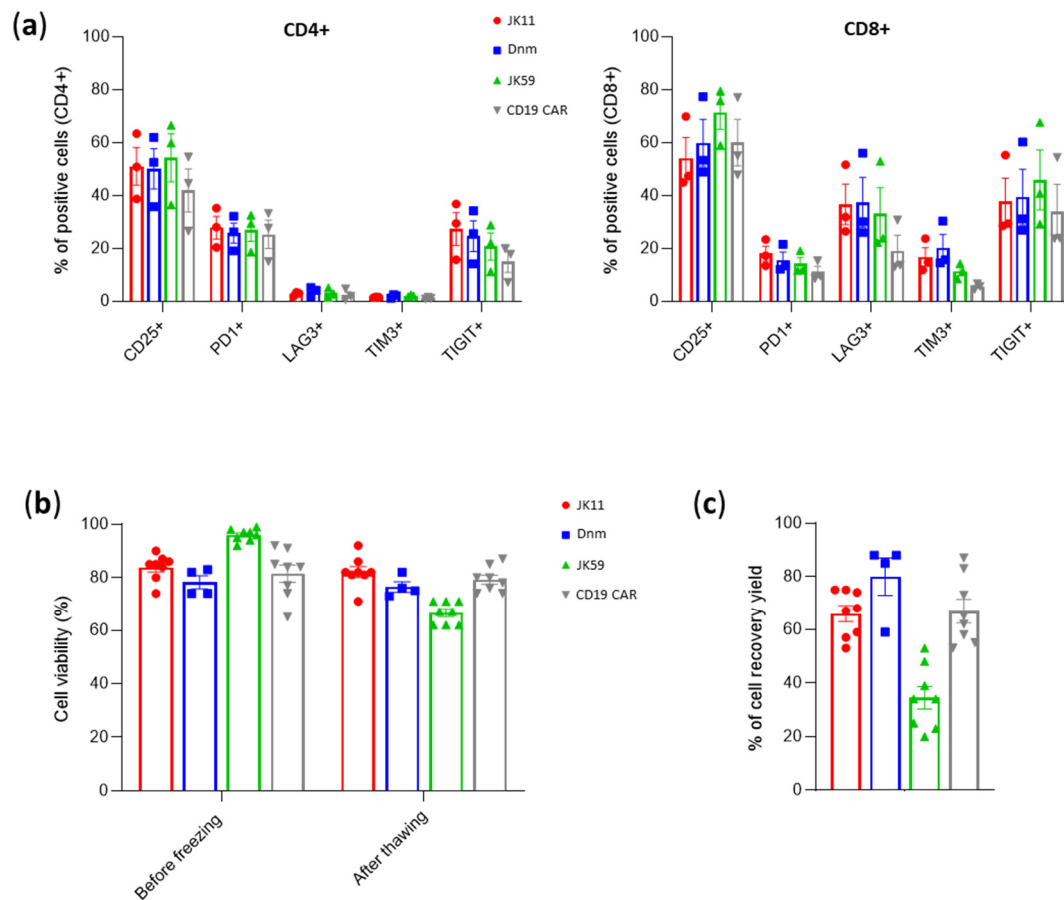 (a)
CD4+
JK11
Dnm
JK59
CD19 CAR
CD8+
% of positive cells (CD4+)
100
80
60
40
20
0
CD25+
PD1+
LAG3+
TIM3+
TIGIT+
% of positive cells (CD8+)
100
80
60
40
20
0
CD25+
PD1+
LAG3+
TIM3+
TIGIT+
(b)
Cell viability (%)
100
80
60
40
20
0
Before freezing
After thawing
JK11
Dnm
JK59
CD19 CAR
(c)
% of cell recovery yield
100
80
60
40
20
0